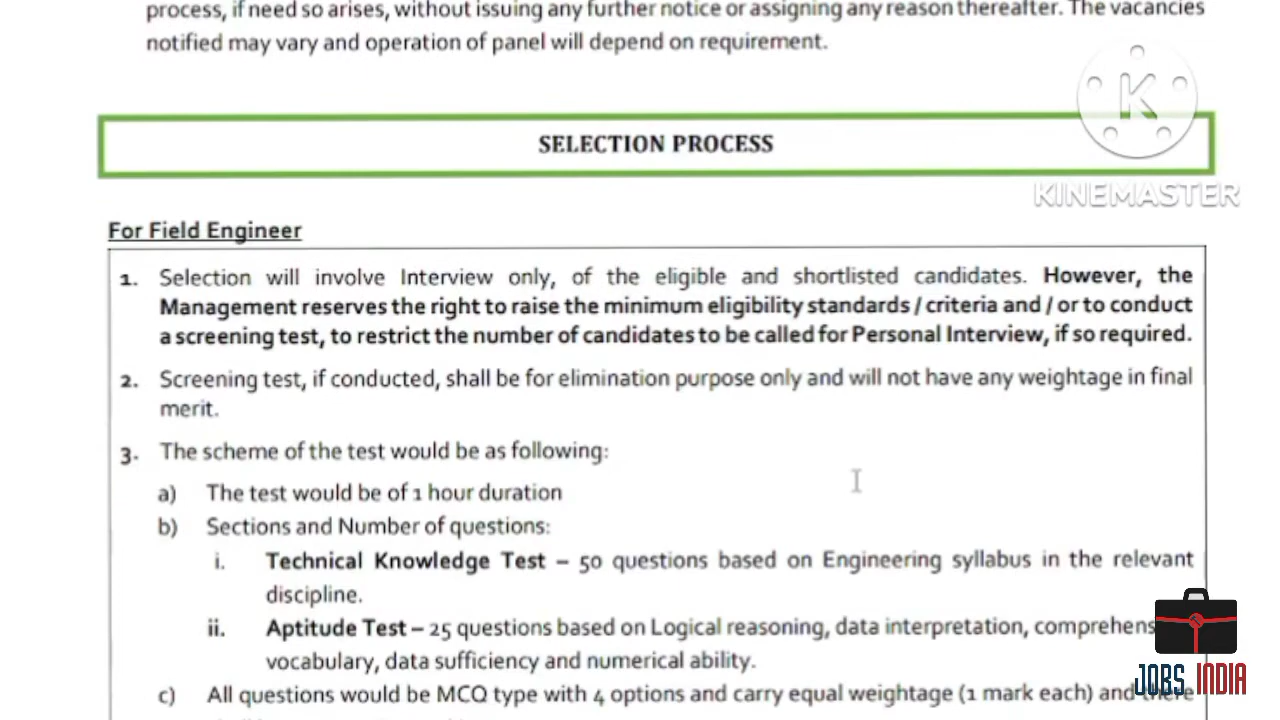 process, if need so arises, without issuing any further notice or assigning any reason thereafter. The vacancies
notified may vary and operation of panel will depend on requirement.
K
KINEMASTER
SELECTION PROCESS
For Field Engineer
1. Selection will involve Interview only, of the eligible and shortlisted candidates. However, the
Management reserves the right to raise the minimum eligibility standards / criteria and / or to conduct
a screening test, to restrict the number of candidates to be called for Personal Interview, if so required.
2. Screening test, if conducted, shall be for elimination purpose only and will not have any weightage in final
merit.
3. The scheme of the test would be as following:
a) The test would be of 1 hour duration
b) Sections and Number of questions:
i. Technical Knowledge Test – 50 questions based on Engineering syllabus in the relevant
discipline.
ii. Aptitude Test – 25 questions based on Logical reasoning, data interpretation, comprehens
vocabulary, data sufficiency and numerical ability.
c) All questions would be MCQ type with 4 options and carry equal weightage (1 mark each) and there
JOBS INDIA